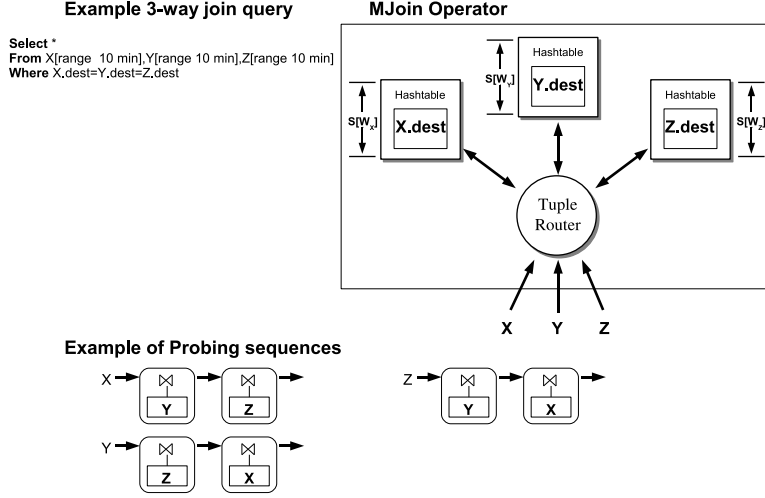 Example 3-way join query
MJoin Operator
Select *
From X[range 10 min],Y[range 10 min],Z[range 10 min]
Where X.dest=Y.dest=Z.dest
Hashtable
S[WY]
Y.dest
Hashtable
S[WX]
X.dest
Hashtable
S[WZ]
Z.dest
Tuple
Router
X Y Z
Example of Probing sequences
X Y Z
Z Y X
Y Z X